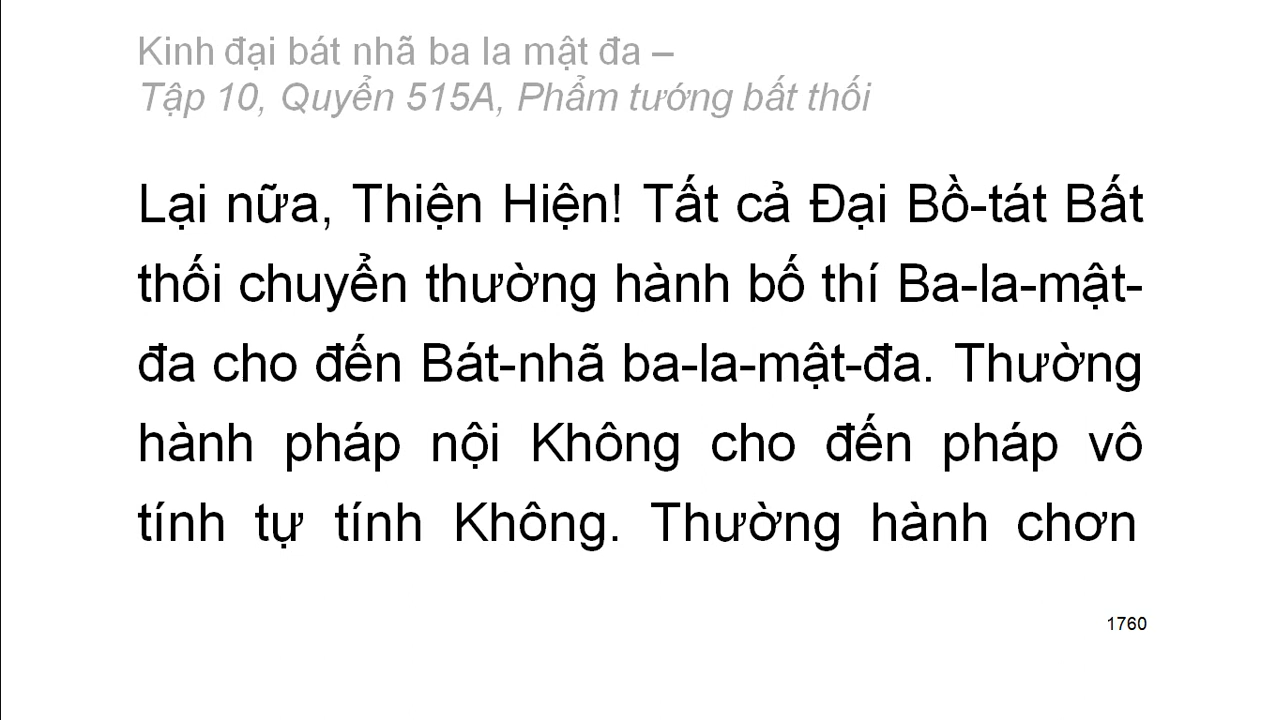 Kinh đại bát nhã ba la mật đa –
Tập 10, Quyển 515A, Phẩm tướng bất thối
Lại nữa, Thiện Hiện! Tất cả Đại Bồ-tát Bất
thối chuyển thường hành bố thí Ba-la-mật-
đa cho đến Bát-nhã ba-la-mật-đa. Thường
hành pháp nội Không cho đến pháp vô
tính tự tính Không. Thường hành chơn
1760